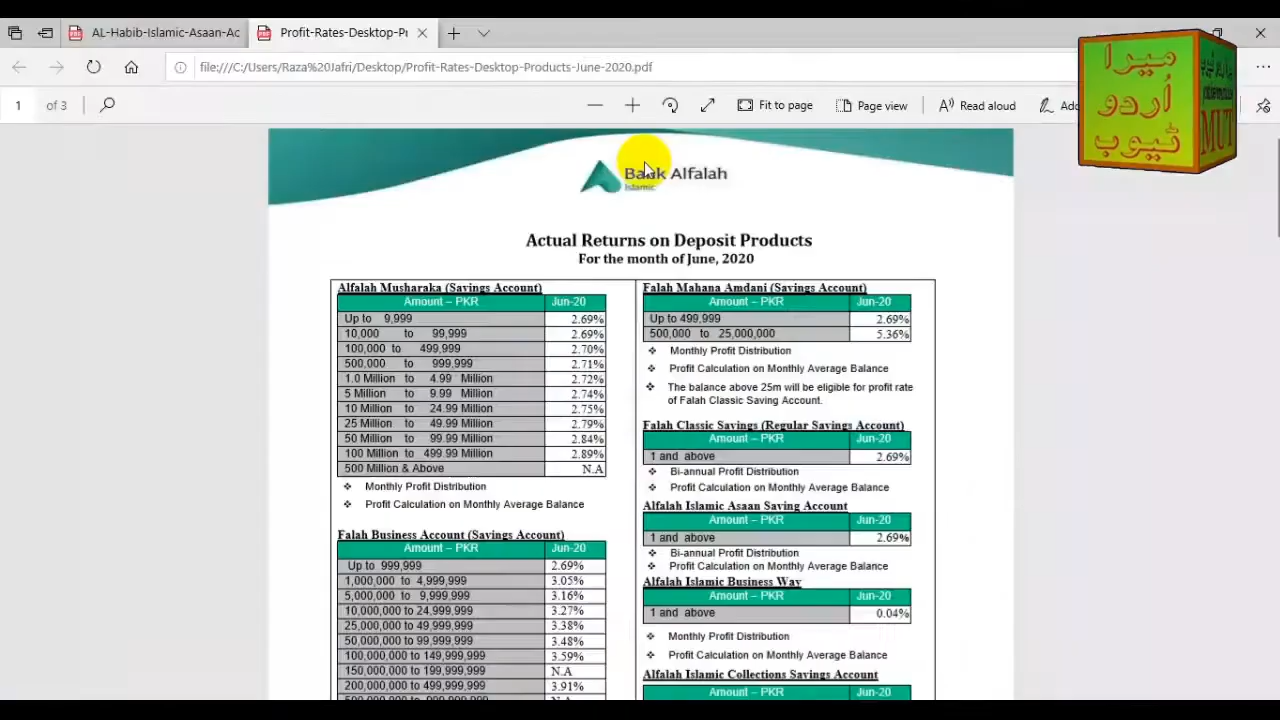 AL-Habib-Islamic-Asaan-Ac
Profit-Rates-Desktop-Pr
file:///C:/Users/Raza%20Jafri/Desktop/Profit-Rates-Desktop-Products-June-2020.pdf
1 of 3
Fit to page
Page view
Read aloud
Add
میرا
اُردو
ٹیوب
MUT
Bank Alfalah
Islamic
Actual Returns on Deposit Products
For the month of June, 2020
Alfalah Musharaka (Savings Account)
Amount – PKR Jun-20
Up to 9,999 2.69%
10,000 to 99,999 2.69%
100,000 to 499,999 2.70%
500,000 to 999,999 2.71%
1.0 Million to 4.99 Million 2.72%
5 Million to 9.99 Million 2.74%
10 Million to 24.99 Million 2.75%
25 Million to 49.99 Million 2.79%
50 Million to 99.99 Million 2.84%
100 Million to 499.99 Million 2.89%
500 Million & Above N.A
❖ Monthly Profit Distribution
❖ Profit Calculation on Monthly Average Balance
Falah Business Account (Savings Account)
Amount – PKR Jun-20
Up to 999,999 2.69%
1,000,000 to 4,999,999 3.05%
5,000,000 to 9,999,999 3.16%
10,000,000 to 24,999,999 3.27%
25,000,000 to 49,999,999 3.38%
50,000,000 to 99,999,999 3.48%
100,000,000 to 149,999,999 3.59%
150,000,000 to 199,999,999 N.A
200,000,000 to 499,999,999 3.91%
Falah Mahana Amdani (Savings Account)
Amount – PKR Jun-20
Up to 499,999 2.69%
500,000 to 25,000,000 5.36%
❖ Monthly Profit Distribution
❖ Profit Calculation on Monthly Average Balance
❖ The balance above 25m will be eligible for profit rate
of Falah Classic Saving Account.
Falah Classic Savings (Regular Savings Account)
Amount – PKR Jun-20
1 and above 2.69%
❖ Bi-annual Profit Distribution
❖ Profit Calculation on Monthly Average Balance
Alfalah Islamic Asaan Saving Account
Amount – PKR Jun-20
1 and above 2.69%
❖ Bi-annual Profit Distribution
❖ Profit Calculation on Monthly Average Balance
Alfalah Islamic Business Way
Amount – PKR Jun-20
1 and above 0.04%
❖ Monthly Profit Distribution
❖ Profit Calculation on Monthly Average Balance
Alfalah Islamic Collections Savings Account
Amount – PKR Jun-20